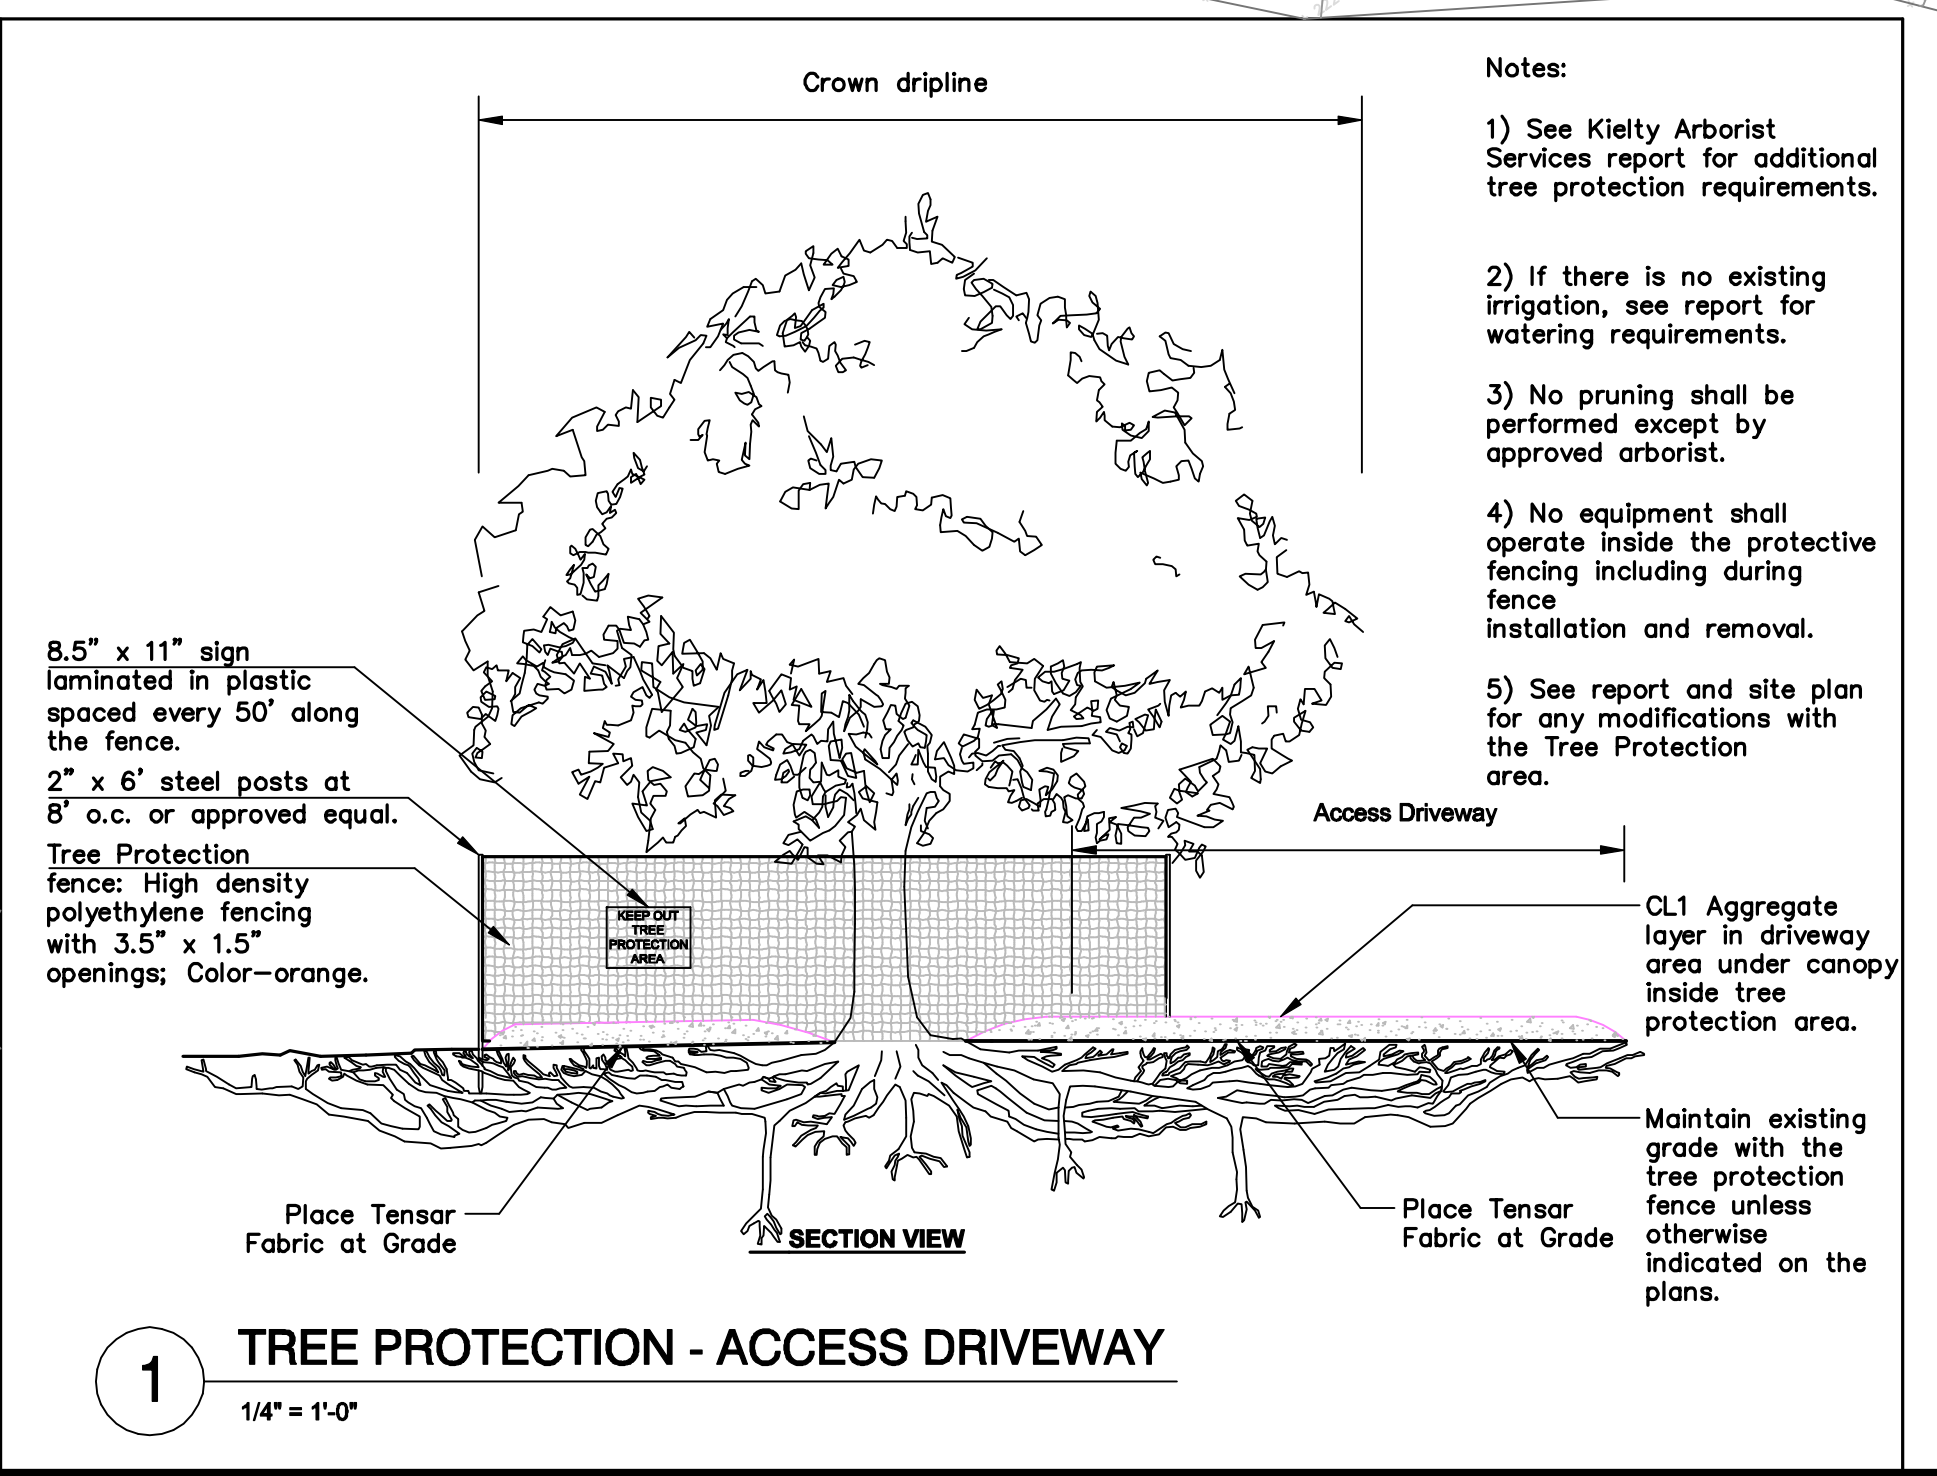 Crown dripline
Notes:
1) See Kielty Arborist
Services report for additional
tree protection requirements.
2) If there is no existing
irrigation, see report for
watering requirements.
3) No pruning shall be
performed except by
approved arborist.
4) No equipment shall
operate inside the protective
fencing including during
fence
installation and removal.
5) See report and site plan
for any modifications with
the Tree Protection
area.
8.5" x 11" sign
laminated in plastic
spaced every 50' along
the fence.
2" x 6' steel posts at
8' o.c. or approved equal.
Tree Protection
fence: High density
polyethylene fencing
with 3.5" x 1.5"
openings; Color-orange.
KEEP OUT
TREE
PROTECTION
AREA
Access Driveway
CL1 Aggregate
layer in driveway
area under canopy
inside tree
protection area.
Maintain existing
grade with the
tree protection
fence unless
otherwise
indicated on the
plans.
Place Tensar
Fabric at Grade
SECTION VIEW
Place Tensar
Fabric at Grade
1
TREE PROTECTION - ACCESS DRIVEWAY
1/4" = 1'-0"